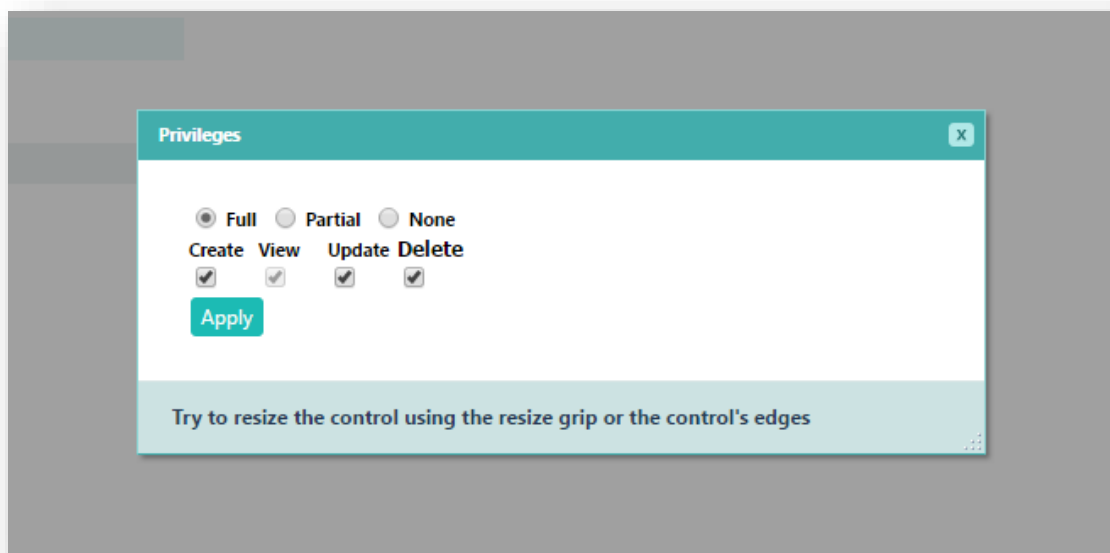 Privileges x
Full Partial None
Create View Update Delete
Apply
Try to resize the control using the resize grip or the control's edges